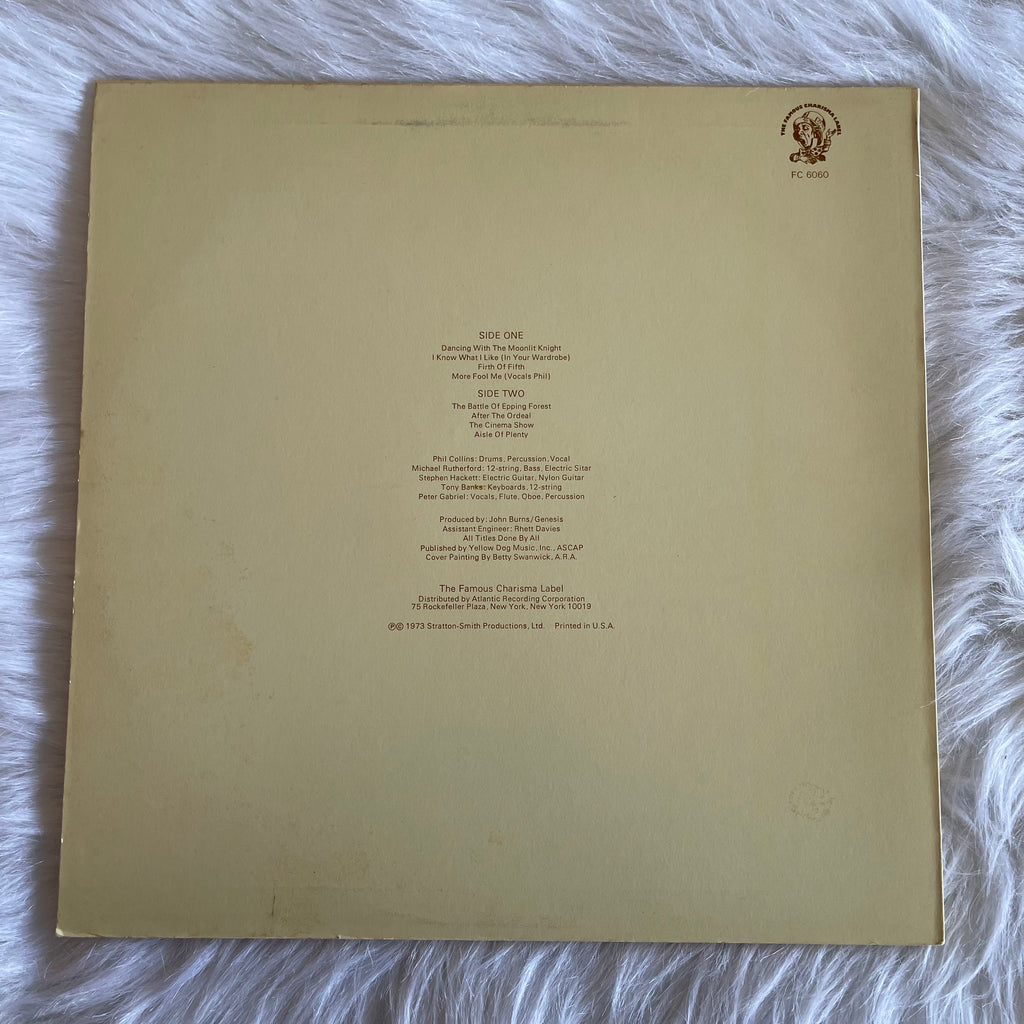 THE FAMOUS CHARISMA LABEL
FC 6060
SIDE ONE
Dancing With The Moonlit Knight
I Know What I Like (In Your Wardrobe)
Firth Of Fifth
More Fool Me (Vocals Phil)
SIDE TWO
The Battle Of Epping Forest
After The Ordeal
The Cinema Show
Aisle Of Plenty
Phil Collins: Drums, Percussion, Vocal
Michael Rutherford: 12-string, Bass, Electric Sitar
Stephen Hackett: Electric Guitar, Nylon Guitar
Tony Banks: Keyboards, 12-string
Peter Gabriel: Vocals, Flute, Oboe, Percussion
Produced by: John Burns/Genesis
Assistant Engineer: Rhett Davies
All Titles Done By All
Published by Yellow Dog Music, Inc., ASCAP
Cover Painting By Betty Swanwick, A.R.A.
The Famous Charisma Label
Distributed by Atlantic Recording Corporation
75 Rockefeller Plaza, New York, New York 10019
℗© 1973 Stratton-Smith Productions, Ltd. Printed in U.S.A.